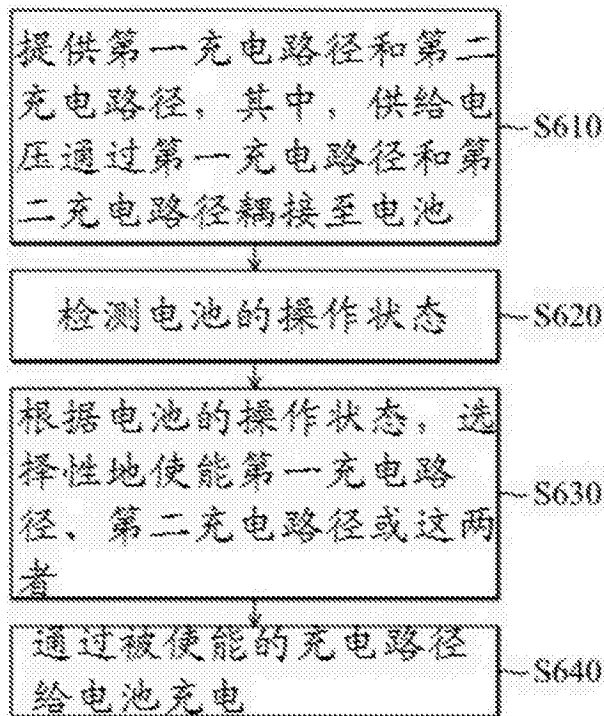 提供第一充电路径和第二
充电路径，其中，供给电
压通过第一充电路径和第
二充电路径耦接至电池
S610
检测电池的操作状态
S620
根据电池的操作状态，选
择性地使能第一充电路
径、第二充电路径或这两
者
S630
通过被使能的充电路径
给电池充电
S640